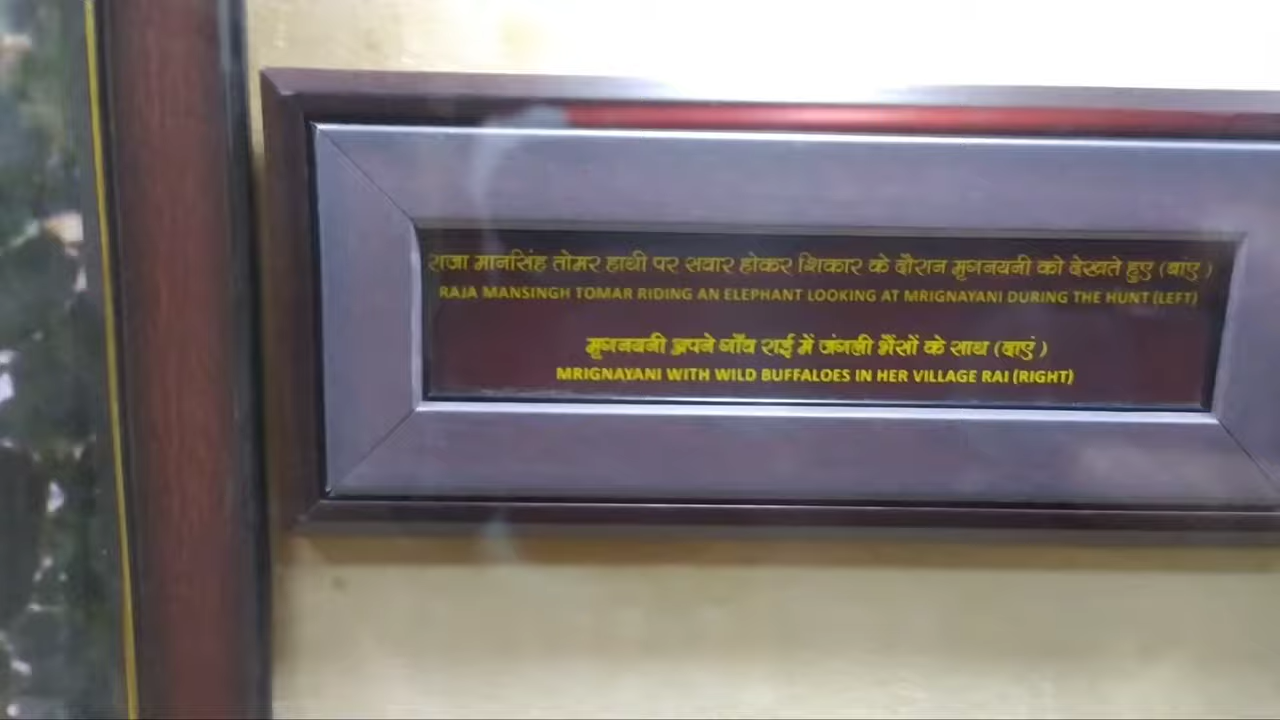 राजा मानसिंह तोमर हाथी पर सवार होकर शिकार के दौरान मृगनयनी को देखते हुए (बाएं)
RAJA MANSINGH TOMAR RIDING AN ELEPHANT LOOKING AT MRIGNAYANI DURING THE HUNT (LEFT)
मृगनयनी अपने गाँव राई में जंगली भैंसों के साथ (दाएं)
MRIGNAYANI WITH WILD BUFFALOES IN HER VILLAGE RAI (RIGHT)